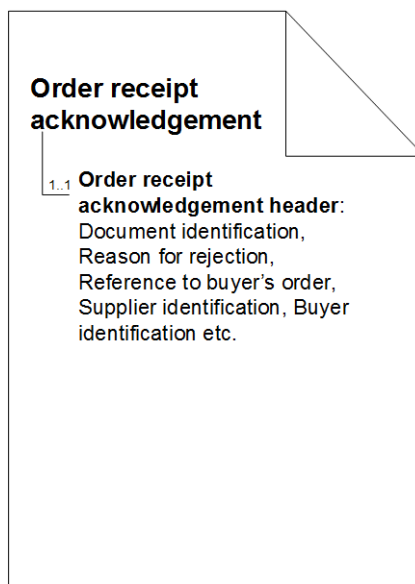 Order receipt
acknowledgement
1..1 Order receipt
acknowledgement header:
Document identification,
Reason for rejection,
Reference to buyer's order,
Supplier identification, Buyer
identification etc.